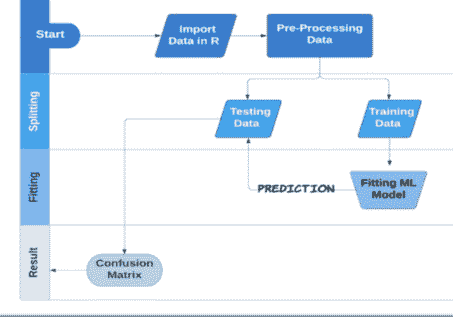 Start
Import
Data in R
Pre-Processing
Data
Splitting
Testing
Data
Training
Data
Fitting
PREDICTION
Fitting ML
Model
Result
Confusion
Matrix